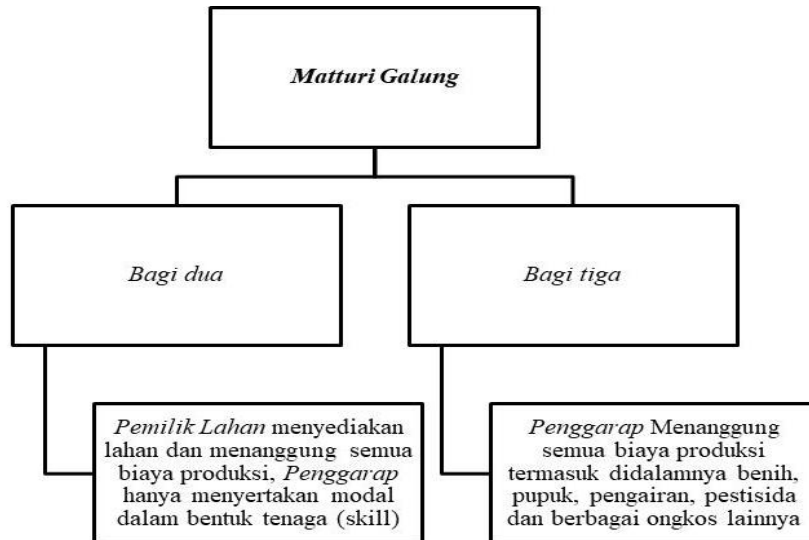 Matturi Galung
Bagi dua
Bagi tiga
Pemilik Lahan menyediakan
lahan dan menanggung semua
biaya produksi, Penggarap
hanya menyertakan modal
dalam bentuk tenaga (skill)
Penggarap Menanggung
semua biaya produksi
termasuk didalamnya benih,
pupuk, pengairan, pestisida
dan berbagai ongkos lainnya